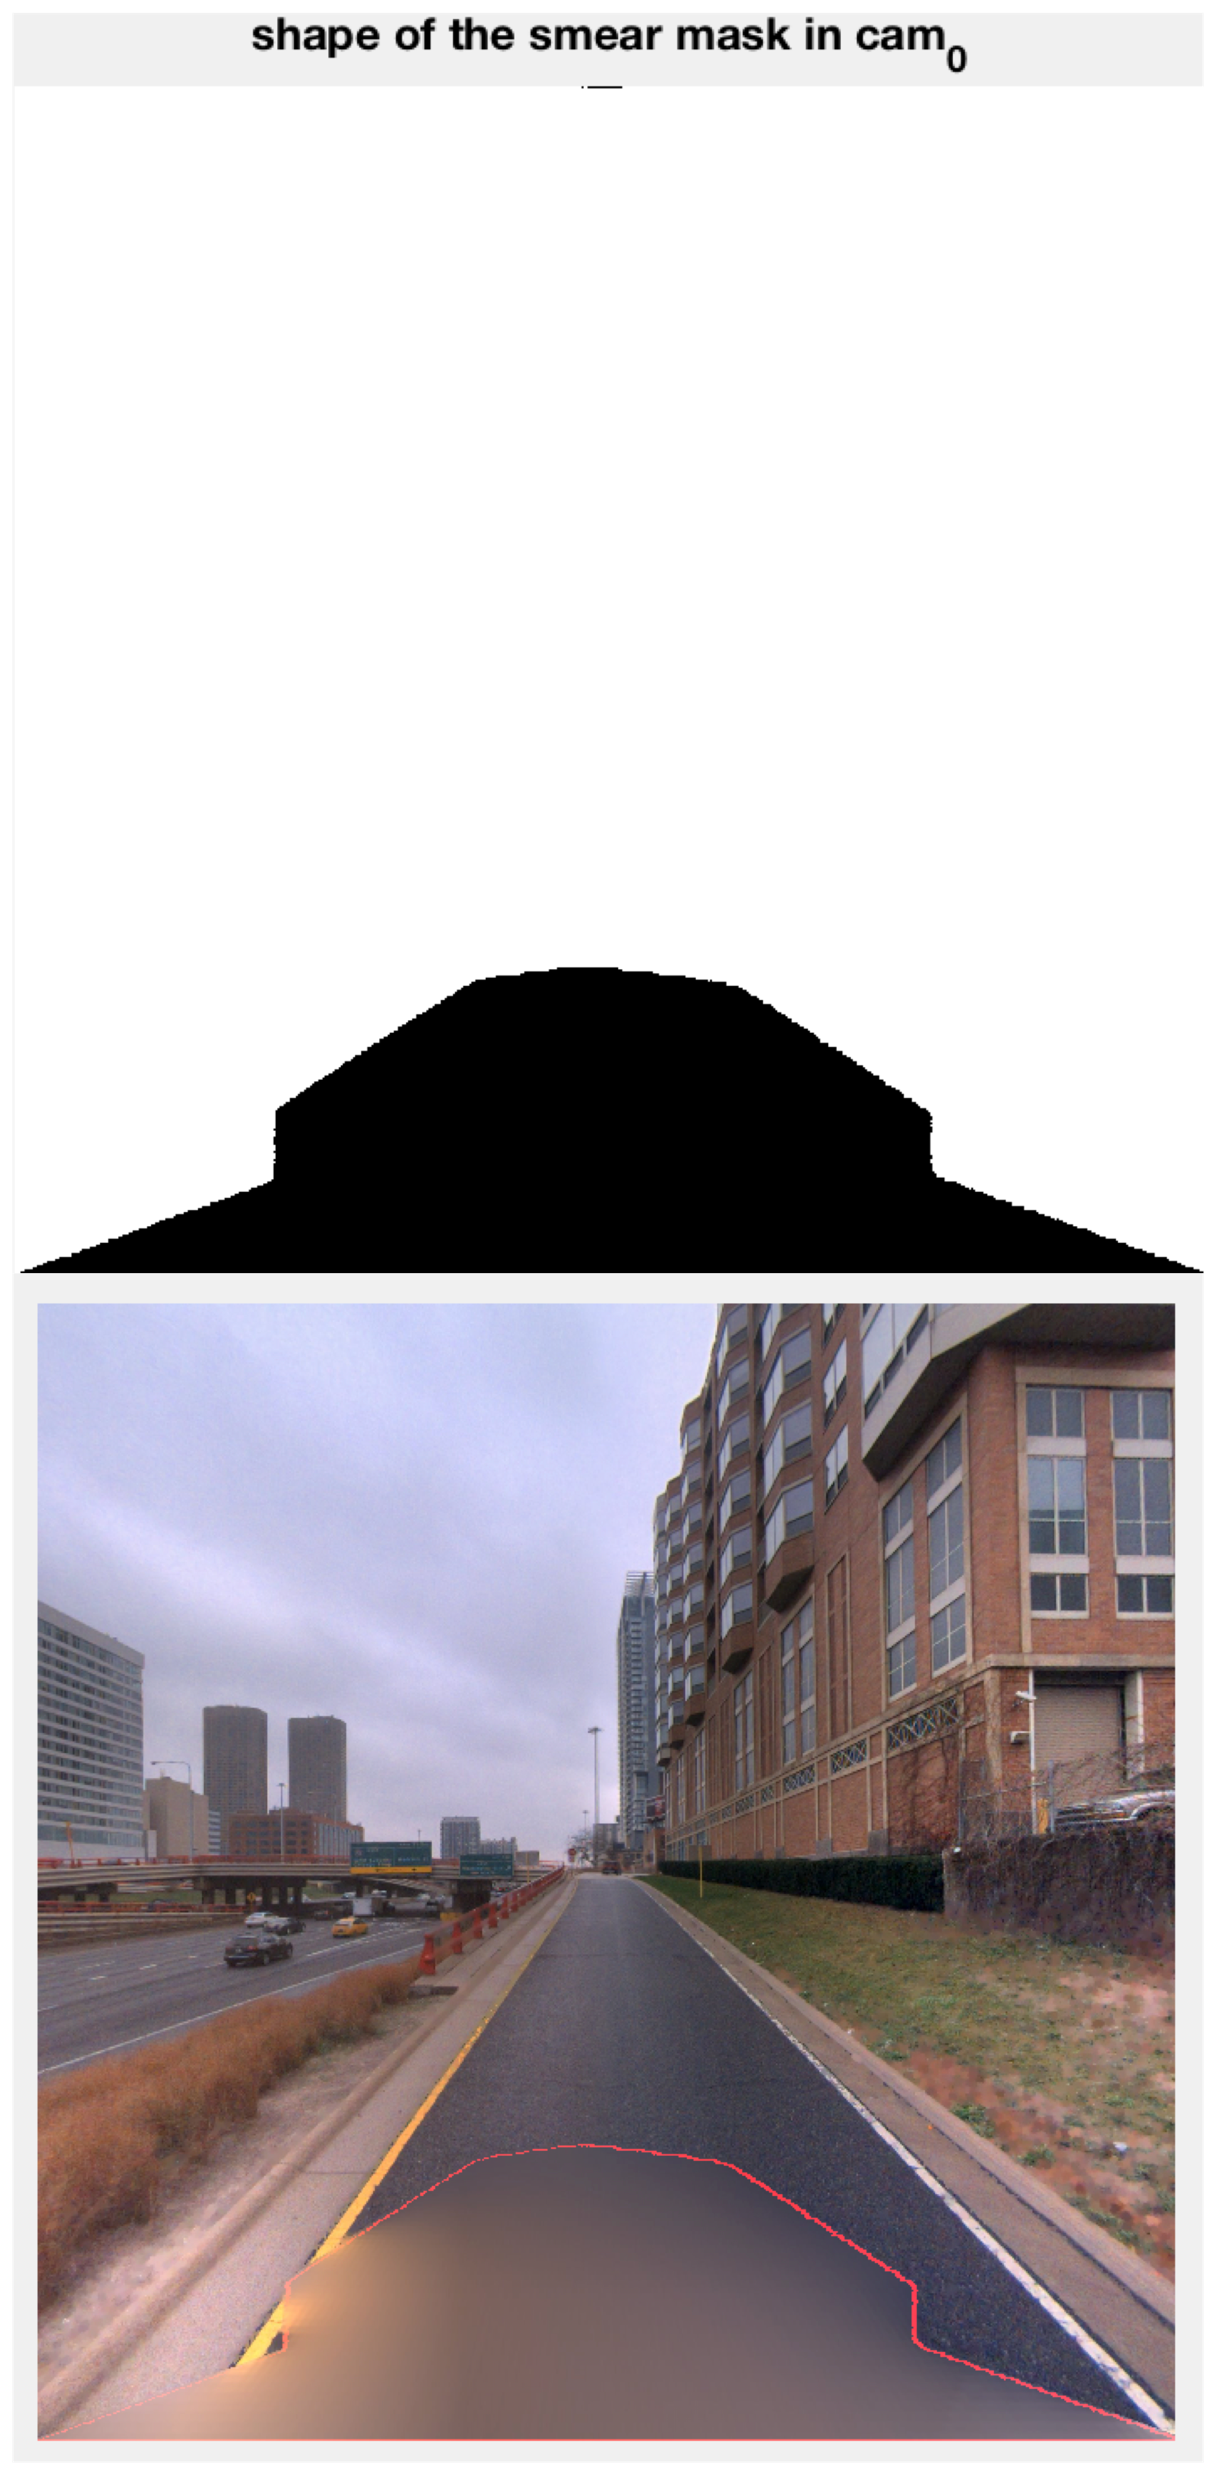 shape of the smear mask in cam₀